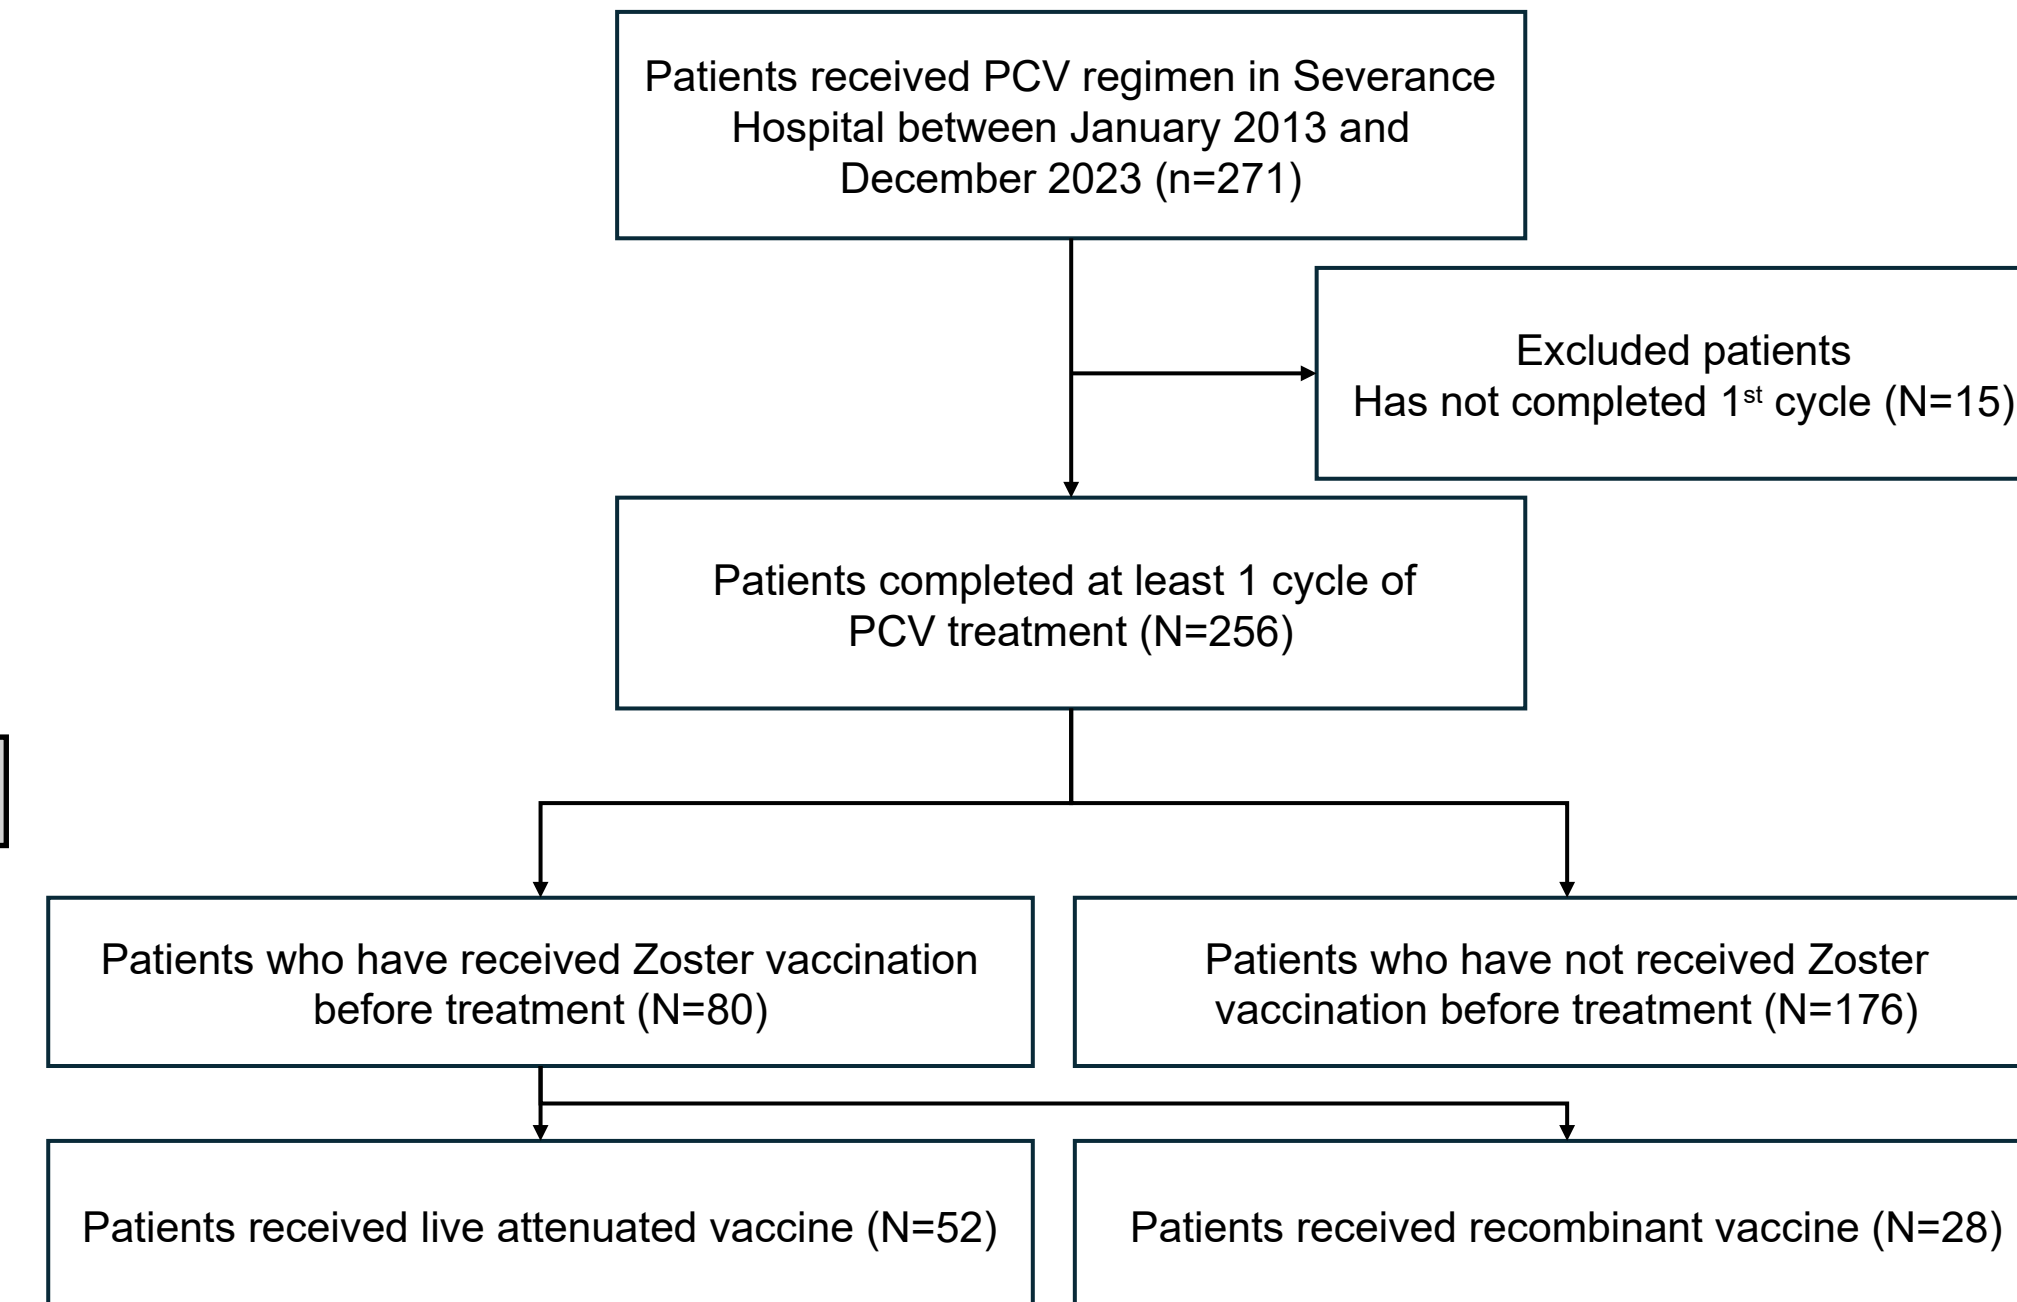 Patients received PCV regimen in Severance
Hospital between January 2013 and
December 2023 (n=271)
Excluded patients
Has not completed 1st cycle (N=15)
Patients completed at least 1 cycle of
PCV treatment (N=256)
Patients who have received Zoster vaccination
before treatment (N=80)
Patients who have not received Zoster
vaccination before treatment (N=176)
Patients received live attenuated vaccine (N=52)
Patients received recombinant vaccine (N=28)